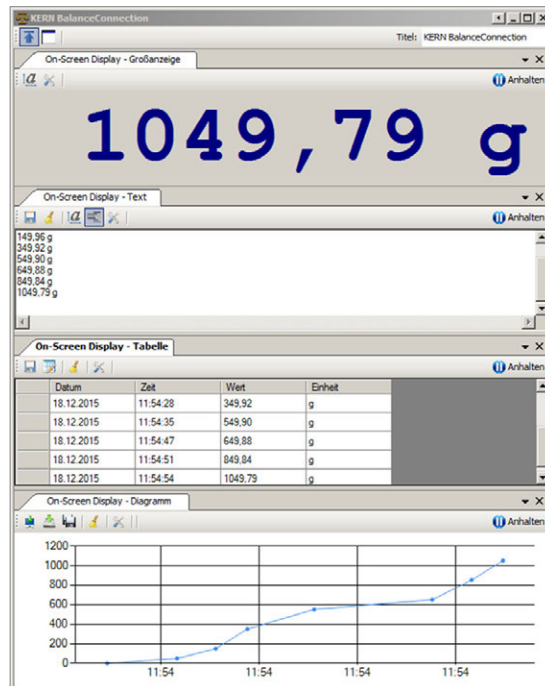 KERN BalanceConnection
Titel: KERN BalanceConnection
On-Screen Display - Großanzeige
a Anhalten
1049,79 g
On-Screen Display - Text
a Anhalten
149,96 g
349,92 g
549,90 g
649,88 g
849,84 g
1049,79 g
On-Screen Display - Tabelle
Anhalten
Datum Zeit Wert Einheit
18.12.2015 11:54:28 349,92 g
18.12.2015 11:54:35 549,90 g
18.12.2015 11:54:47 649,88 g
18.12.2015 11:54:51 849,84 g
18.12.2015 11:54:54 1049,79 g
On-Screen Display - Diagramm
Anhalten
1200
1000
800
600
400
200
0
11:54 11:54 11:54 11:54